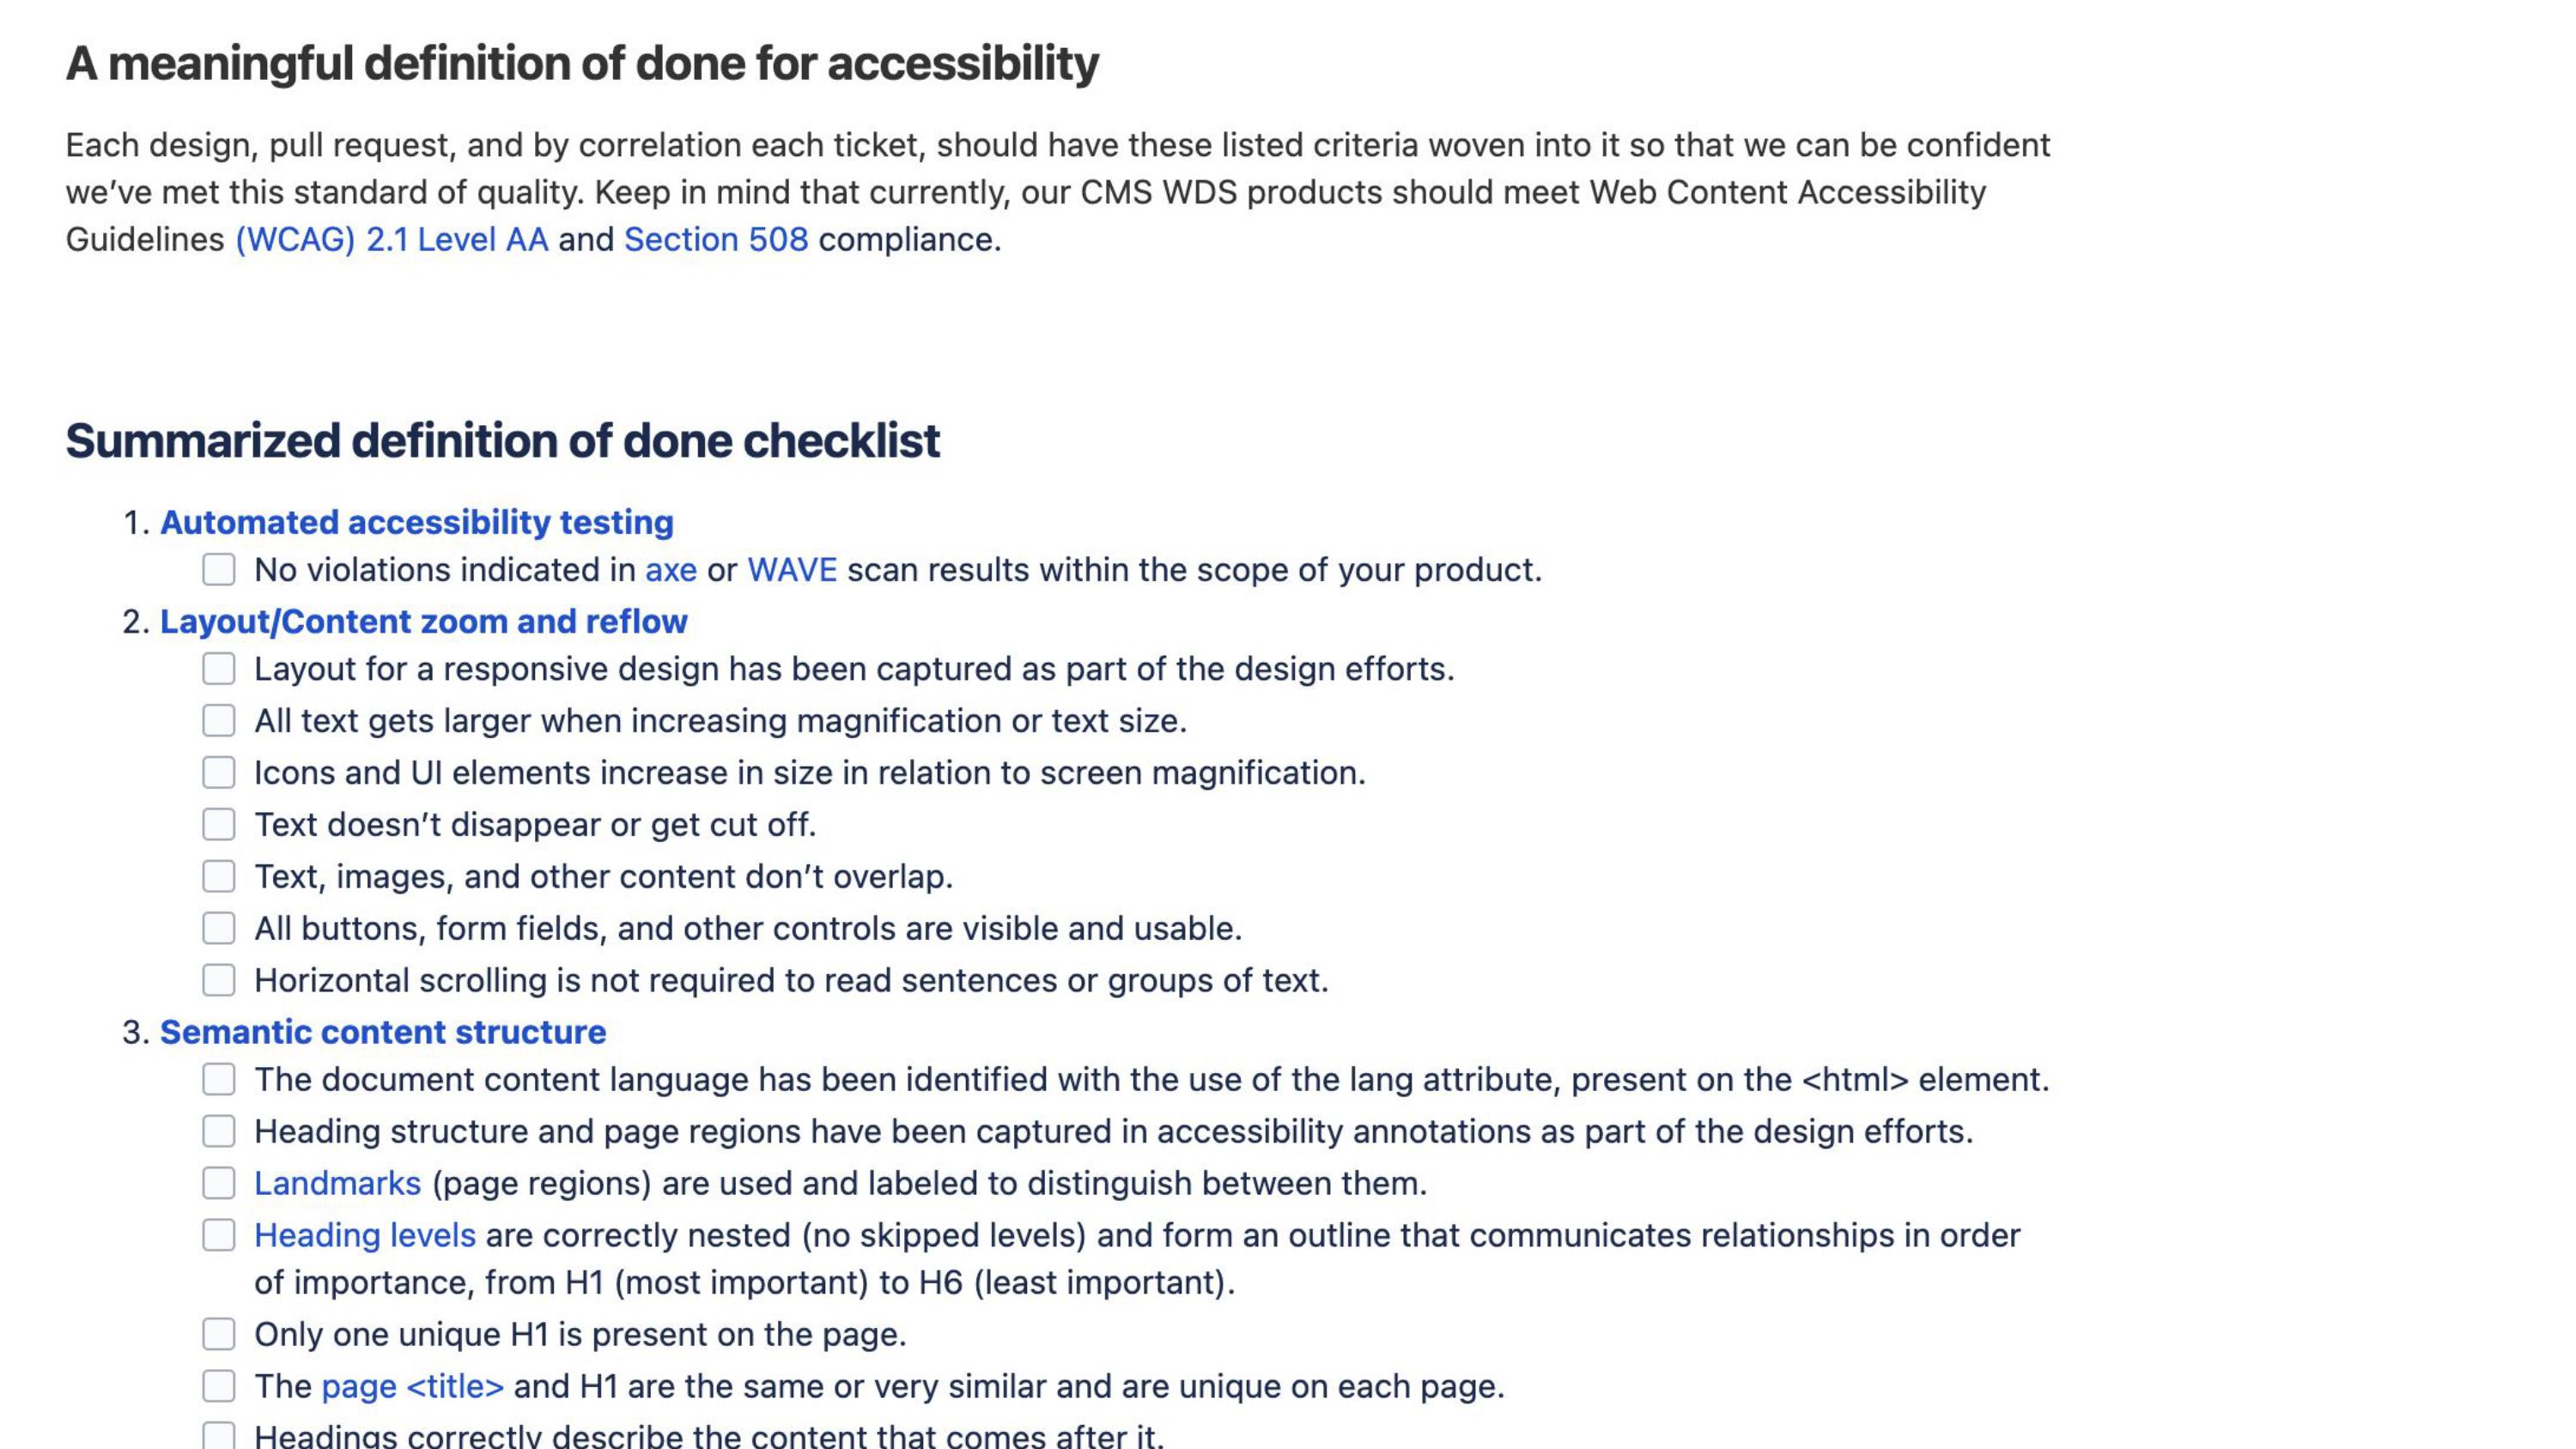 A meaningful definition of done for accessibility
Each design, pull request, and by correlation each ticket, should have these listed criteria woven into it so that we can be confident
we’ve met this standard of quality. Keep in mind that currently, our CMS WDS products should meet Web Content Accessibility
Guidelines (WCAG) 2.1 Level AA and Section 508 compliance.
Summarized definition of done checklist
1. Automated accessibility testing
No violations indicated in axe or WAVE scan results within the scope of your product.
2. Layout/Content zoom and reflow
Layout for a responsive design has been captured as part of the design efforts.
All text gets larger when increasing magnification or text size.
Icons and UI elements increase in size in relation to screen magnification.
Text doesn’t disappear or get cut off.
Text, images, and other content don’t overlap.
All buttons, form fields, and other controls are visible and usable.
Horizontal scrolling is not required to read sentences or groups of text.
3. Semantic content structure
The document content language has been identified with the use of the lang attribute, present on the <html> element.
Heading structure and page regions have been captured in accessibility annotations as part of the design efforts.
Landmarks (page regions) are used and labeled to distinguish between them.
Heading levels are correctly nested (no skipped levels) and form an outline that communicates relationships in order
of importance, from H1 (most important) to H6 (least important).
Only one unique H1 is present on the page.
The page <title> and H1 are the same or very similar and are unique on each page.
Headings correctly describe the content that comes after it.